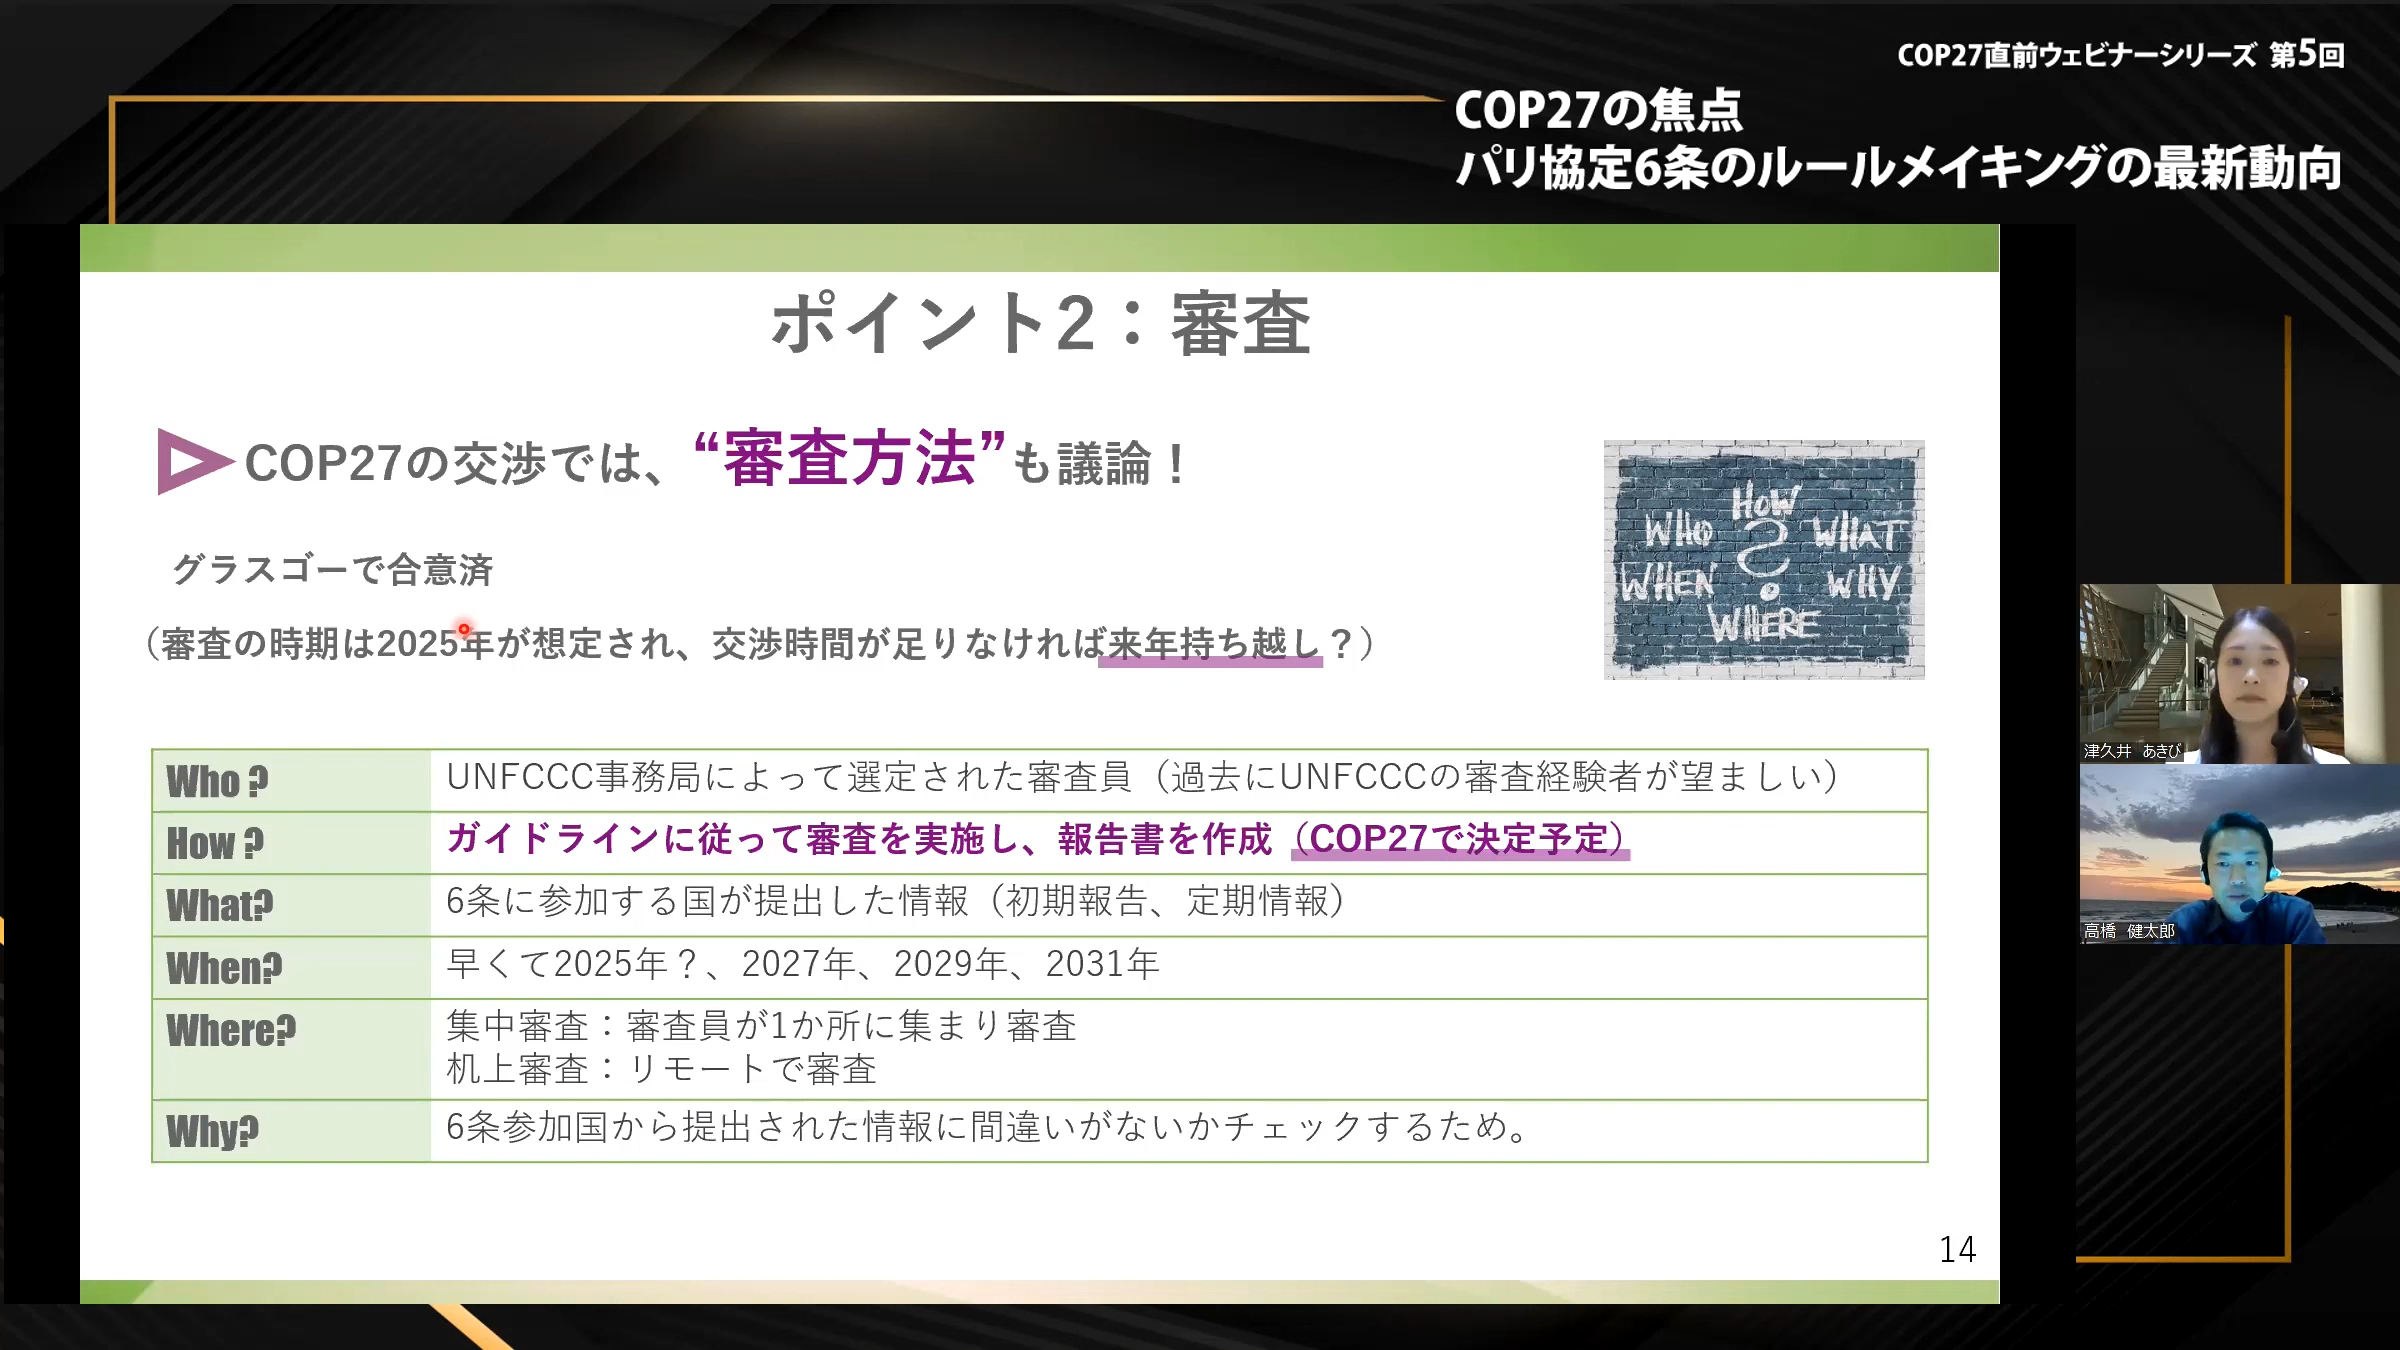 COP27直前ウェビナーシリーズ 第5回
COP27の焦点
パリ協定6条のルールメイキングの最新動向
ポイント2：審査
COP27の交渉では、“審査方法”も議論！
グラスゴーで合意済
（審査の時期は2025年が想定され、交渉時間が足りなければ来年持ち越し？）
HOW
WHO ? WHAT
WHEN WHY
WHERE
Who？ UNFCCC事務局によって選定された審査員（過去にUNFCCCの審査経験者が望ましい）
How？ ガイドラインに従って審査を実施し、報告書を作成（COP27で決定予定）
What? 6条に参加する国が提出した情報（初期報告、定期情報）
When? 早くて2025年？、2027年、2029年、2031年
Where? 集中審査：審査員が1か所に集まり審査
机上審査：リモートで審査
Why? 6条参加国から提出された情報に間違いがないかチェックするため。
14
津久井 あきび
高橋 健太郎